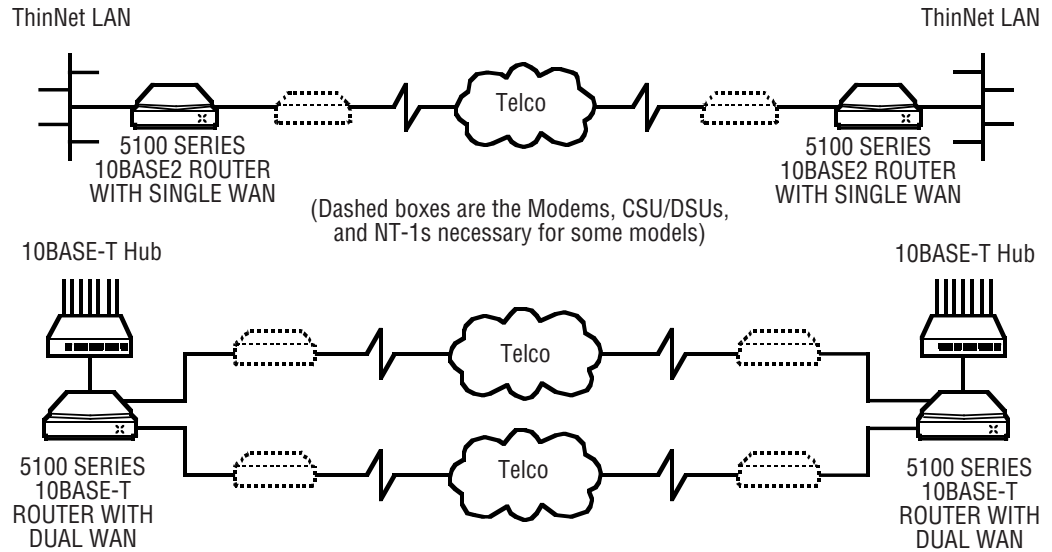 ThinNet LAN
ThinNet LAN
Telco
5100 SERIES
10BASE2 ROUTER
WITH SINGLE WAN
5100 SERIES
10BASE2 ROUTER
WITH SINGLE WAN
(Dashed boxes are the Modems, CSU/DSUs,
and NT-1s necessary for some models)
10BASE-T Hub
10BASE-T Hub
Telco
Telco
5100 SERIES
10BASE-T
ROUTER WITH
DUAL WAN
5100 SERIES
10BASE-T
ROUTER WITH
DUAL WAN